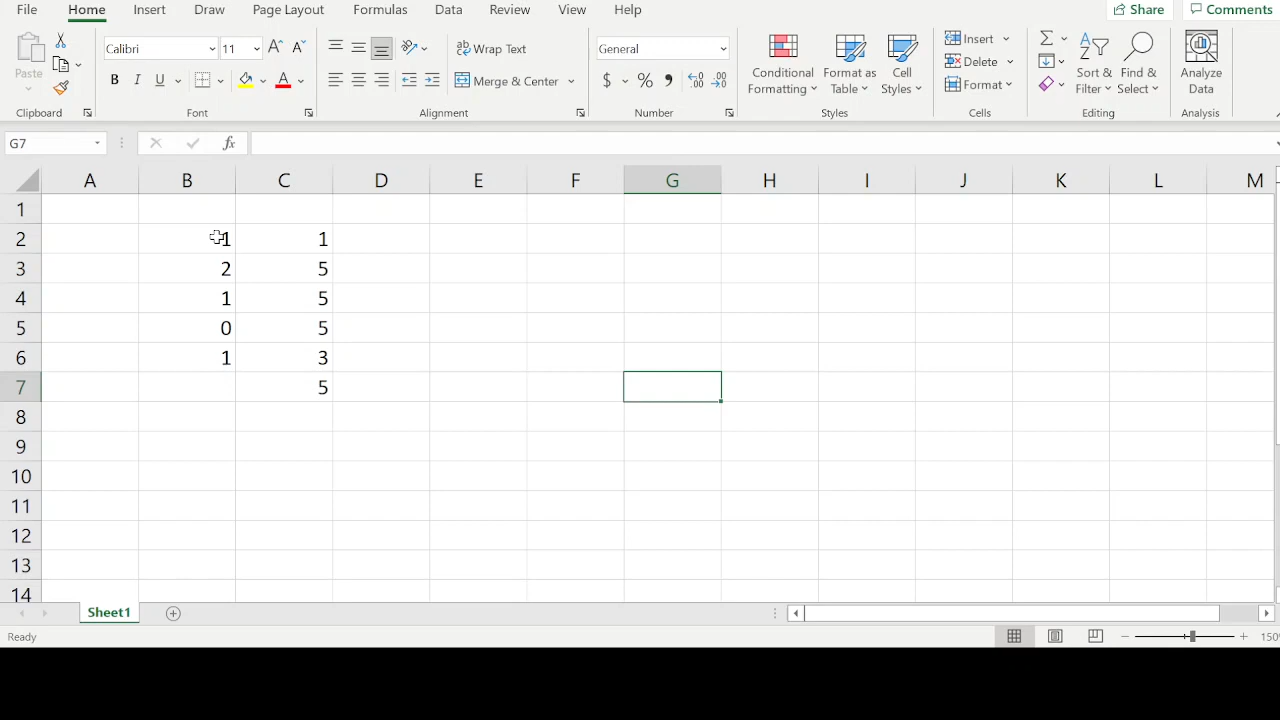 File Home Insert Draw Page Layout Formulas Data Review View Help Share Comments
Paste Calibri 11 Wrap Text General Conditional Formatting Format as Table Cell Styles Insert Delete Format Sort & Filter Find & Select Analyze Data
B I U Merge & Center $ %
Clipboard Font Alignment Number Styles Cells Editing Analysis
G7 fx
A B C D E F G H I J K L M
1
2 1 1
3 2 5
4 1 5
5 0 5
6 1 3
7 5
8
9
10
11
12
13
14
Sheet1
Ready 150